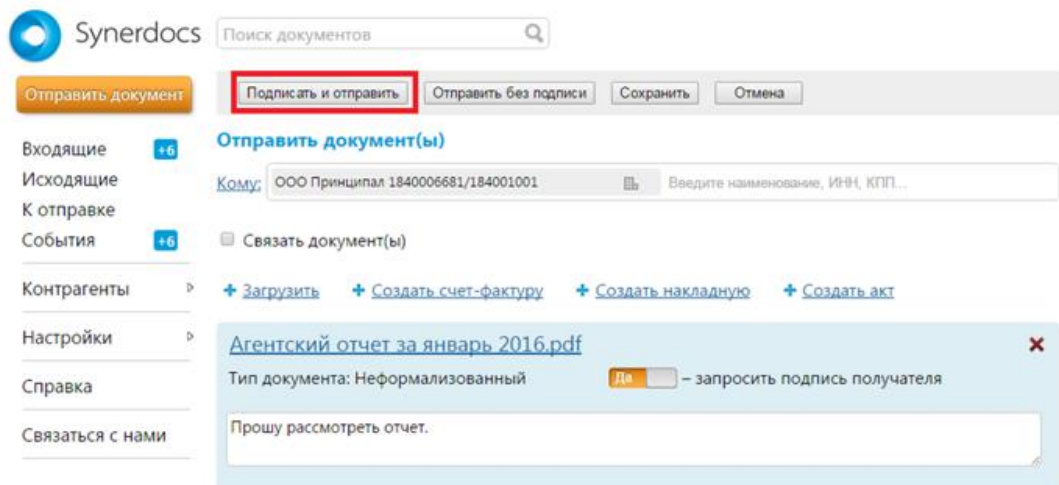 Synerdocs
Поиск документов
Отправить документ
Подписать и отправить
Отправить без подписи
Сохранить
Отмена
Входящие +6
Исходящие
К отправке
События +6
Контрагенты
Настройки
Справка
Связаться с нами
Отправить документ(ы)
Кому: ООО Принципал 1840006681/184001001 Введите наименование, ИНН, КПП...
Связать документ(ы)
+ Загрузить + Создать счет-фактуру + Создать накладную + Создать акт
Агентский отчет за январь 2016.pdf
Тип документа: Неформализованный Да – запросить подпись получателя
Прошу рассмотреть отчет.